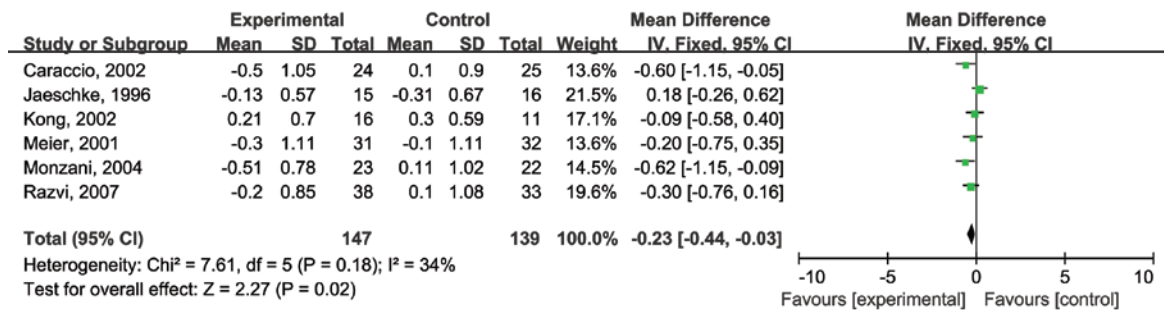 Experimental Control Mean Difference Mean Difference
Study or Subgroup Mean SD Total Mean SD Total Weight IV, Fixed, 95% CI IV, Fixed, 95% CI
Caraccio, 2002 -0.5 1.05 24 0.1 0.9 25 13.6% -0.60 [-1.15, -0.05]
Jaeschke, 1996 -0.13 0.57 15 -0.31 0.67 16 21.5% 0.18 [-0.26, 0.62]
Kong, 2002 0.21 0.7 16 0.3 0.59 11 17.1% -0.09 [-0.58, 0.40]
Meier, 2001 -0.3 1.11 31 -0.1 1.11 32 13.6% -0.20 [-0.75, 0.35]
Monzani, 2004 -0.51 0.78 23 0.11 1.02 22 14.5% -0.62 [-1.15, -0.09]
Razvi, 2007 -0.2 0.85 38 0.1 1.08 33 19.6% -0.30 [-0.76, 0.16]
Total (95% CI) 147 139 100.0% -0.23 [-0.44, -0.03]
Heterogeneity: Chi² = 7.61, df = 5 (P = 0.18); I² = 34%
Test for overall effect: Z = 2.27 (P = 0.02)
-10 -5 0 5 10
Favours [experimental] Favours [control]